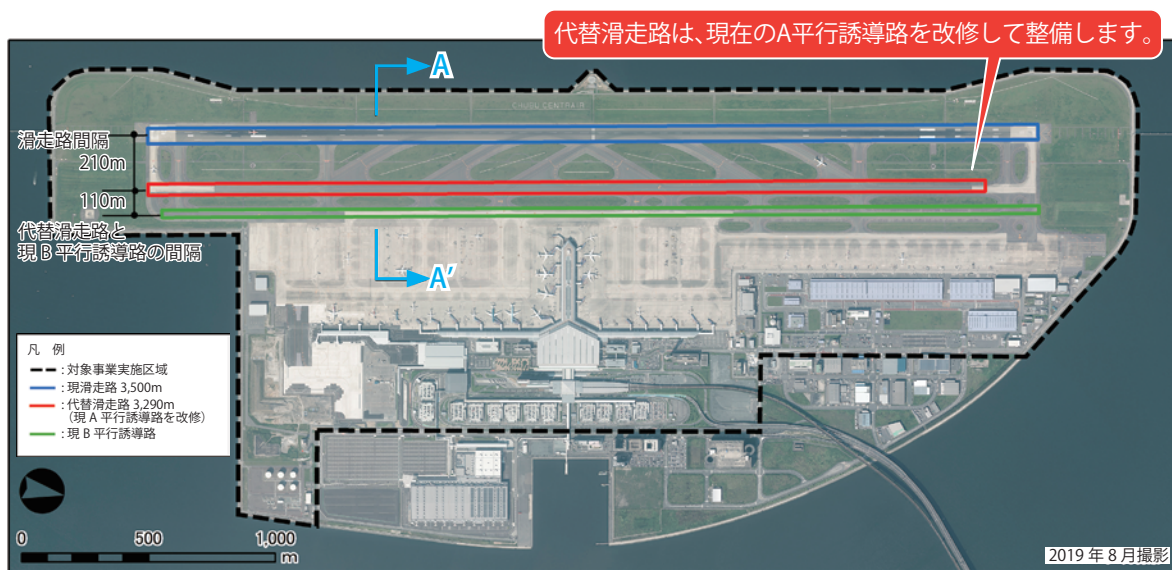 代替滑走路は、現在のA平行誘導路を改修して整備します。
A
CHUBU CENTRAIR
滑走路間隔
210m
110m
代替滑走路と
現 B 平行誘導路の間隔
A'
凡 例
：対象事業実施区域
：現滑走路 3,500m
：代替滑走路 3,290m
（現 A 平行誘導路を改修）
：現 B 平行誘導路
0 500 1,000
m
2019 年 8 月撮影